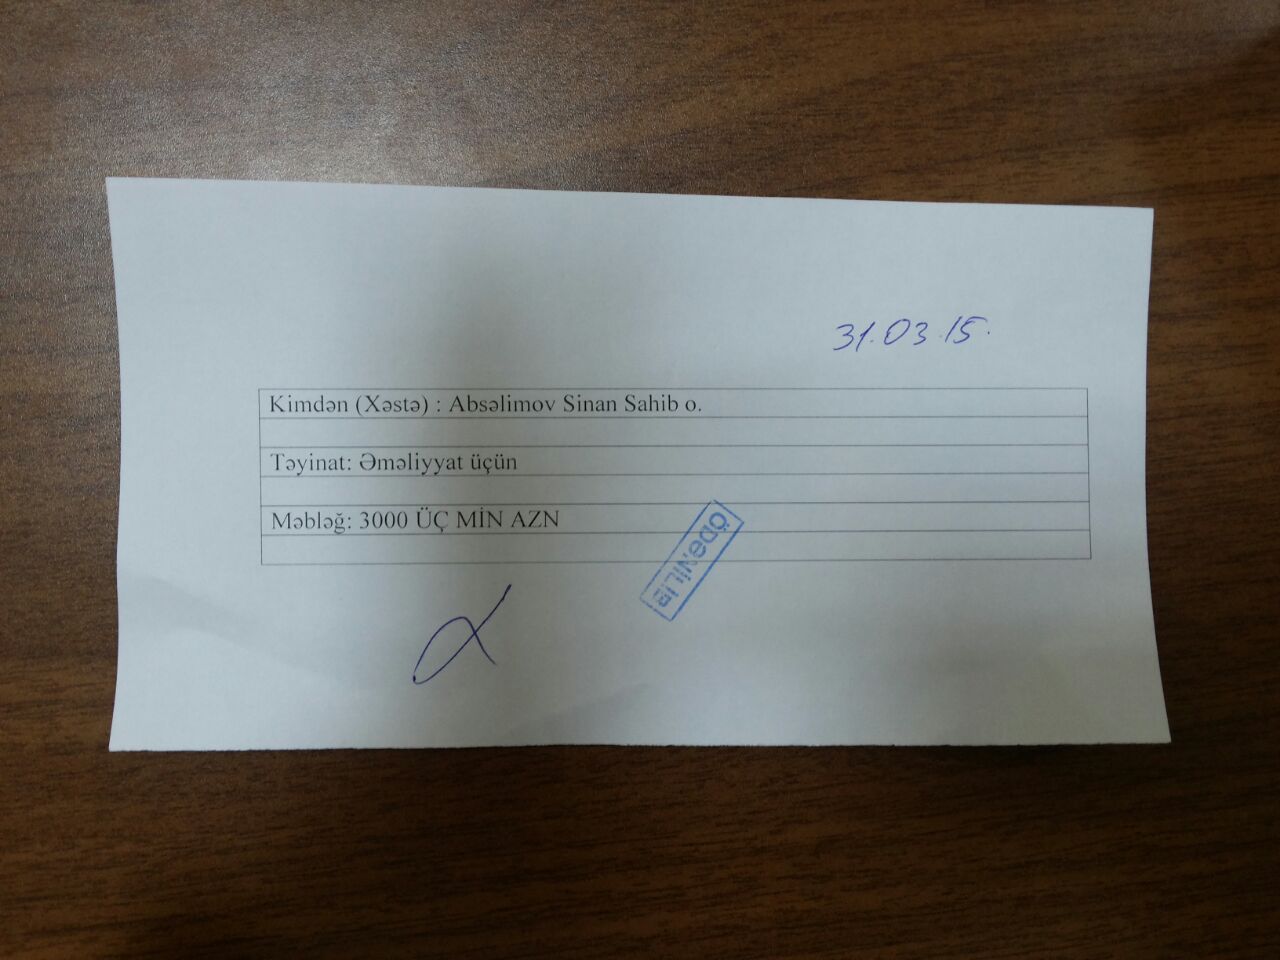 31.03.15.
Kimdən (Xəstə) : Absəlimov Sinan Sahib o.
Təyinat: Əməliyyat üçün
Məbləğ: 3000 ÜÇ MİN AZN
ÖDƏNİLİB